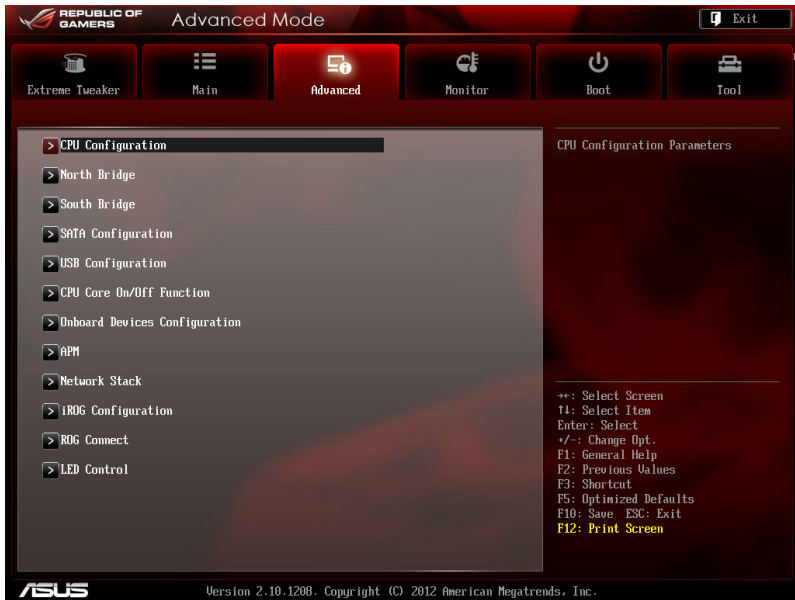 REPUBLIC OF
GAMERS
Advanced Mode
Exit
Extreme Tweaker
Main
Advanced
Monitor
Boot
Tool
> CPU Configuration
> North Bridge
> South Bridge
> SATA Configuration
> USB Configuration
> CPU Core On/Off Function
> Onboard Devices Configuration
> APM
> Network Stack
> iROG Configuration
> ROG Connect
> LED Control
CPU Configuration Parameters
→←: Select Screen
↑↓: Select Item
Enter: Select
+/-: Change Opt.
F1: General Help
F2: Previous Values
F3: Shortcut
F5: Optimized Defaults
F10: Save ESC: Exit
F12: Print Screen
ASUS
Version 2.10.1208. Copyright (C) 2012 American Megatrends, Inc.